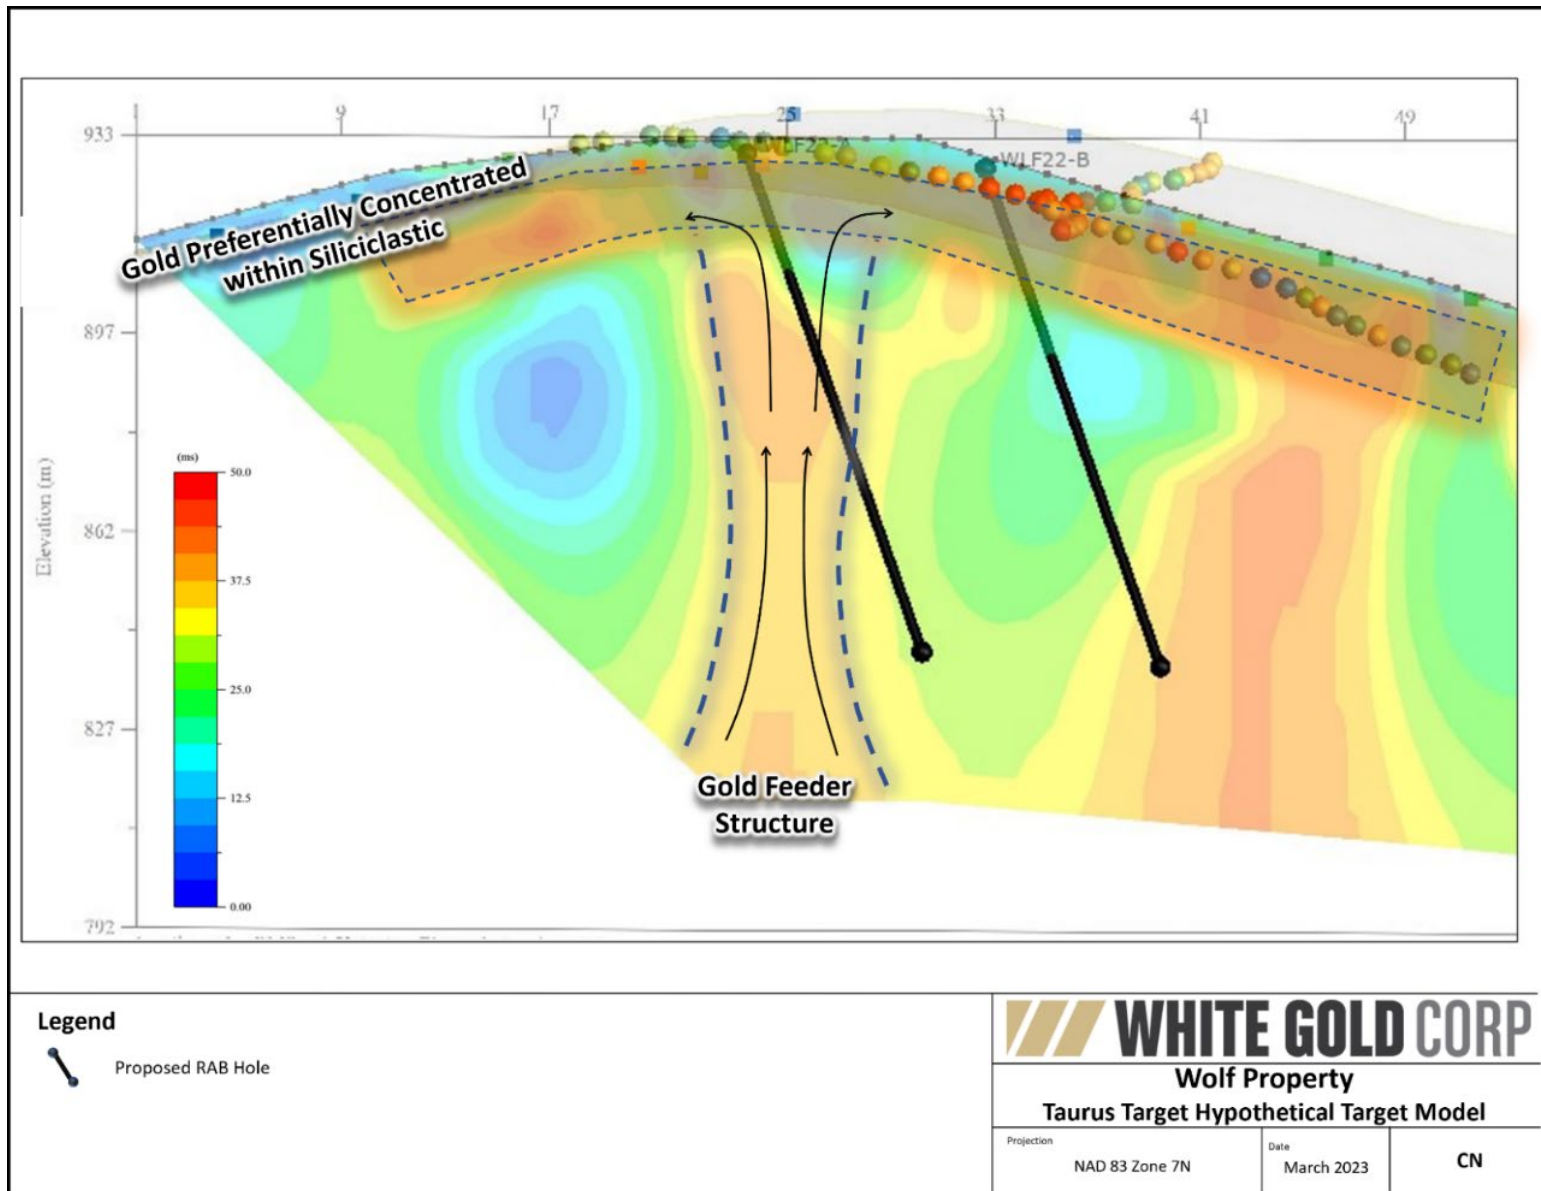 1 9 17 25 33 41 49
933
WLF22-A
WLF22-B
Gold Preferentially Concentrated
within Siliciclastic
897
Elevation (m)
(ms)
50.0
37.5
25.0
12.5
0.00
862
827
792
Gold Feeder
Structure
Legend
Proposed RAB Hole
WHITE GOLD CORP
Wolf Property
Taurus Target Hypothetical Target Model
Projection
NAD 83 Zone 7N
Date
March 2023
CN